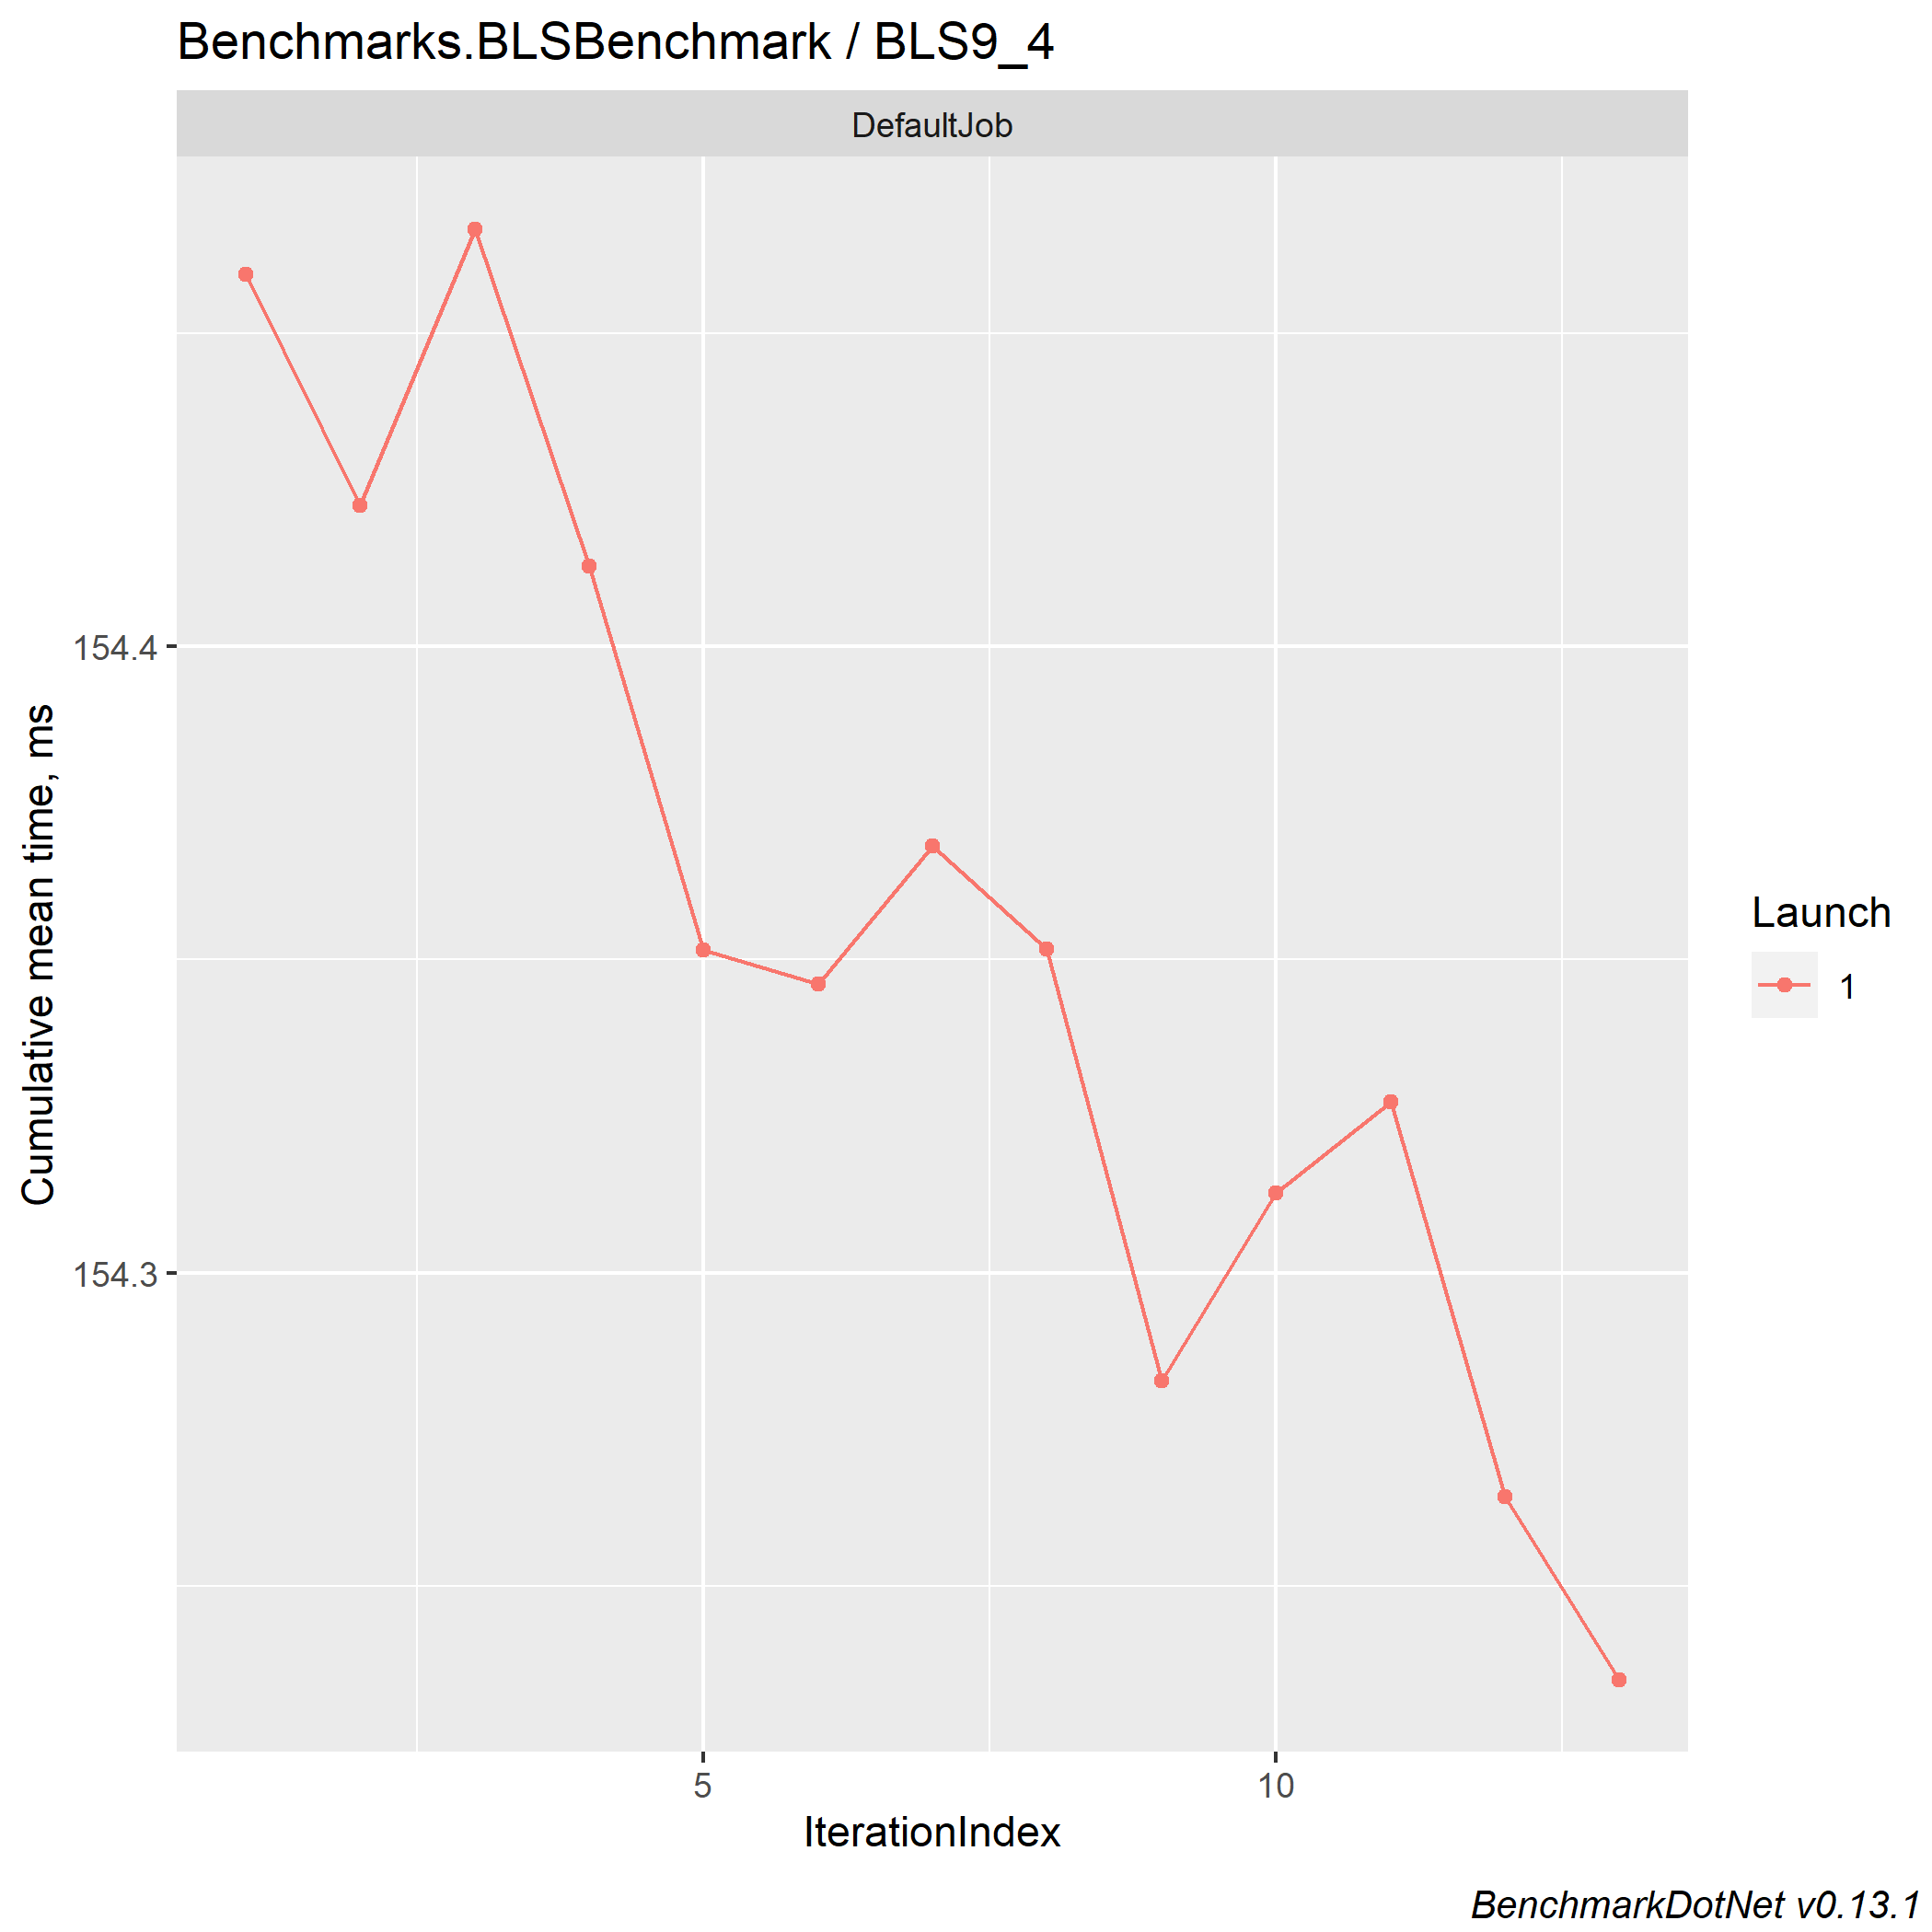 Benchmarks.BLSBenchmark / BLS9_4
DefaultJob
Cumulative mean time, ms
154.4
154.3
5
10
IterationIndex
Launch
1
BenchmarkDotNet v0.13.1